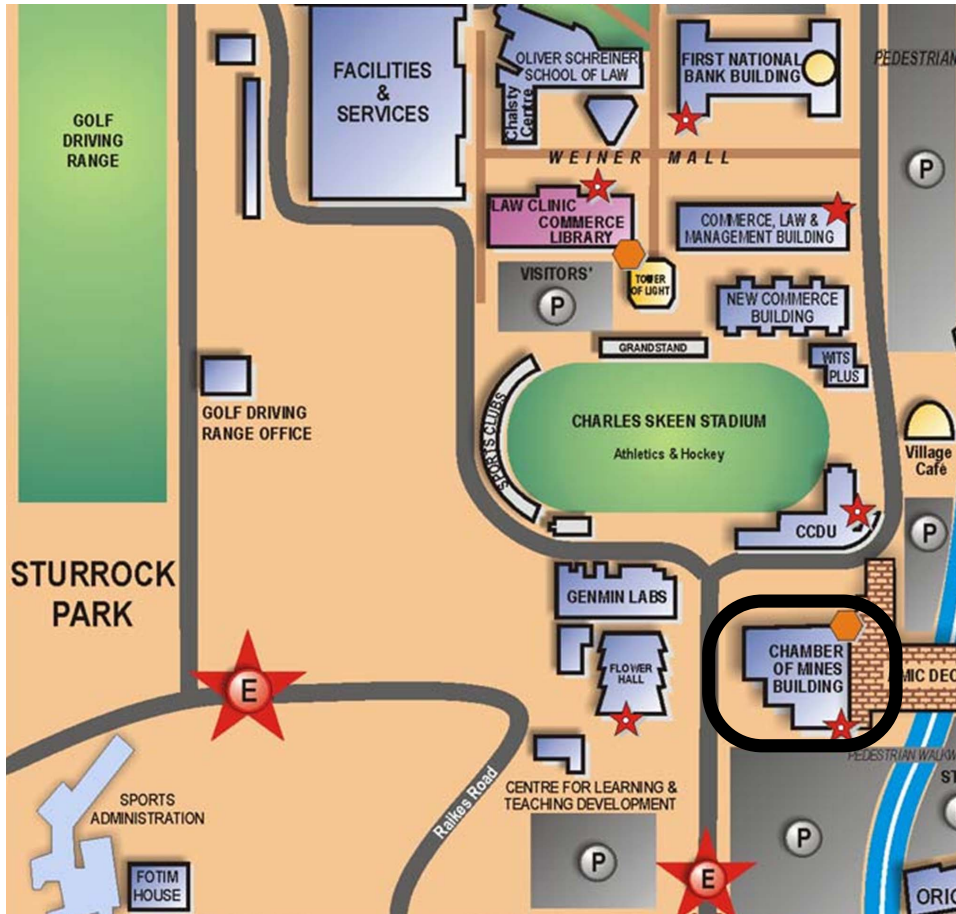 FACILITIES
&
SERVICES
OLIVER SCHREINER
SCHOOL OF LAW
Chalsty
Centre
FIRST NATIONAL
BANK BUILDING
PEDESTRIAN
GOLF
DRIVING
RANGE
WEINER MALL
P
LAW CLINIC
COMMERCE
LIBRARY
COMMERCE, LAW &
MANAGEMENT BUILDING
VISITORS'
P
TOWER
OF LIGHT
NEW COMMERCE
BUILDING
GRANDSTAND
WITS
PLUS
GOLF DRIVING
RANGE OFFICE
SPORTS CLUBS
CHARLES SKEEN STADIUM
Athletics & Hockey
Village
Café
P
CCDU
STURROCK
PARK
GENMIN LABS
FLOWER
HALL
CHAMBER
OF MINES
BUILDING
AMIC DEC
E
PEDESTRIAN WALKW
ST
CENTRE FOR LEARNING &
TEACHING DEVELOPMENT
Raikes Road
SPORTS
ADMINISTRATION
P
P
E
FOTIM
HOUSE
ORIG